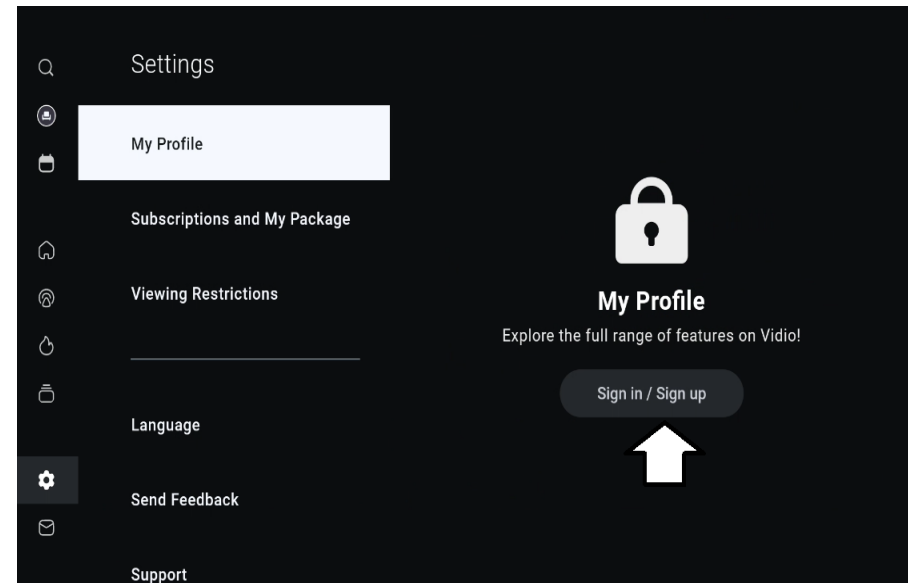 Settings
My Profile
Subscriptions and My Package
Viewing Restrictions
Language
Send Feedback
Support
My Profile
Explore the full range of features on Vidio!
Sign in / Sign up